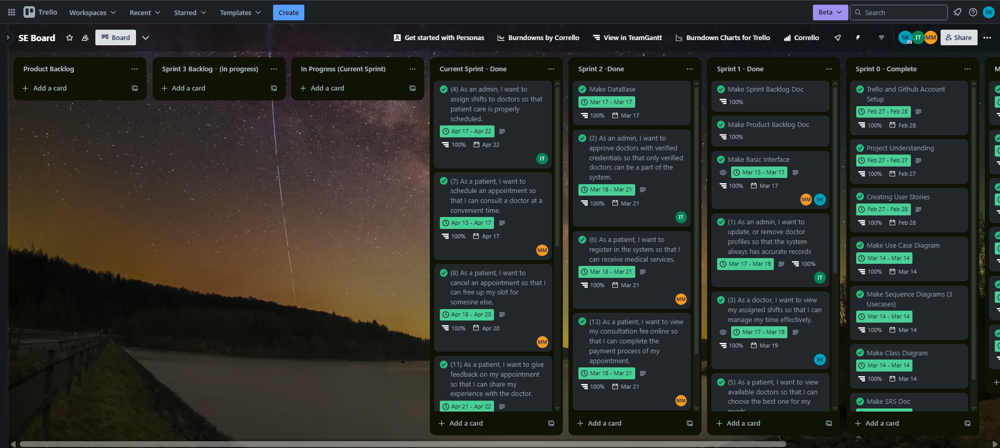 Trello
Workspaces
Recent
Starred
Templates
Create
Beta
Search
SK
SE Board
Board
Get started with Personas
Burndowns by Corrello
View in TeamGantt
Burndown Charts for Trello
Corrello
SK
IT
MM
Share
Product Backlog
Add a card
Sprint 3 Backlog - (in progress)
Add a card
In Progress (Current Sprint)
Add a card
Current Sprint - Done
(4) As an admin, I want to
assign shifts to doctors so that
patient care is properly
scheduled.
Apr 17 - Apr 22
100% Apr 22
IT
(7) As a patient, I want to
schedule an appointment so
that I can consult a doctor at a
convenient time.
Apr 15 - Apr 17
100% Apr 17
MM
(8) As a patient, I want to
cancel an appointment so that I
can free up my slot for
someone else.
Apr 18 - Apr 20
100% Apr 20
MM
(11) As a patient, I want to give
feedback on my appointment
so that I can share my
experience with the doctor.
Apr 21 - Apr 22
Add a card
Sprint 2 -Done
Make DataBase
Mar 17 - Mar 17
100% Mar 17
(2) As an admin, I want to
approve doctors with verified
credentials so that only verified
doctors can be a part of the
system.
Mar 18 - Mar 21
100% Mar 21
IT
(6) As a patient, I want to
register in the system so that I
can receive medical services.
Mar 18 - Mar 21
100% Mar 21
MM
(13) As a patient, I want to view
my consultation fee online so
that I can complete the
payment process of my
appointment.
Mar 18 - Mar 21
100% Mar 21
MM
Add a card
Sprint 1 - Done
Make Sprint Backlog Doc
100%
Make Product Backlog Doc
100%
Make Basic Interface
Mar 15 - Mar 17
100% Mar 17
MM SK
(1) As an admin, I want to
update, or remove doctor
profiles so that the system
always has accurate records
Mar 17 - Mar 19 100%
IT
(3) As a doctor, I want to view
my assigned shifts so that I can
manage my time effectively.
Mar 17 - Mar 19
100% Mar 19
SK
(5) As a patient, I want to view
available doctors so that I can
choose the best one for my
needs.
Add a card
Sprint 0 - Complete
Trello and Github Account
Setup
Feb 27 - Feb 28
100% Feb 28
Project Understanding
Feb 27 - Feb 27
100% Feb 27
Creating User Stories
Feb 27 - Feb 28
100% Feb 28
Make Use Case Diagram
Mar 14 - Mar 14
100% Mar 14
Make Sequence Diagrams (3
Usecases)
Mar 14 - Mar 14
100% Mar 14
Make Class Diagram
Mar 14 - Mar 14
100% Mar 14
Make SRS Doc
Add a card